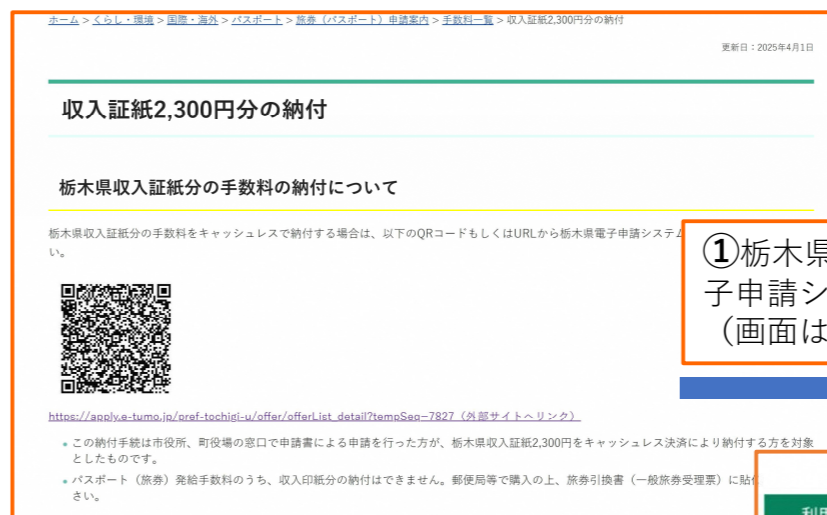 ホーム > くらし・環境 > 国際・海外 > パスポート > 旅券（パスポート）申請案内 > 手数料一覧 > 収入証紙2,300円分の納付
更新日：2025年4月1日
収入証紙2,300円分の納付
栃木県収入証紙分の手数料の納付について
栃木県収入証紙分の手数料をキャッシュレスで納付する場合は、以下のQRコードもしくはURLから栃木県電子申請システム
い。
①栃木県
子申請シ
（画面は
https://apply.e-tumo.jp/pref-tochigi-u/offer/offerList_detail?tempSeq=7827（外部サイトへリンク）
• この納付手続は市役所、町役場の窓口で申請書による申請を行った方が、栃木県収入証紙2,300円をキャッシュレス決済により納付する方を対象
としたものです。
• パスポート（旅券）発給手数料のうち、収入印紙分の納付はできません。郵便局等で購入の上、旅券引換書（一般旅券受理票）に貼
さい。
利用